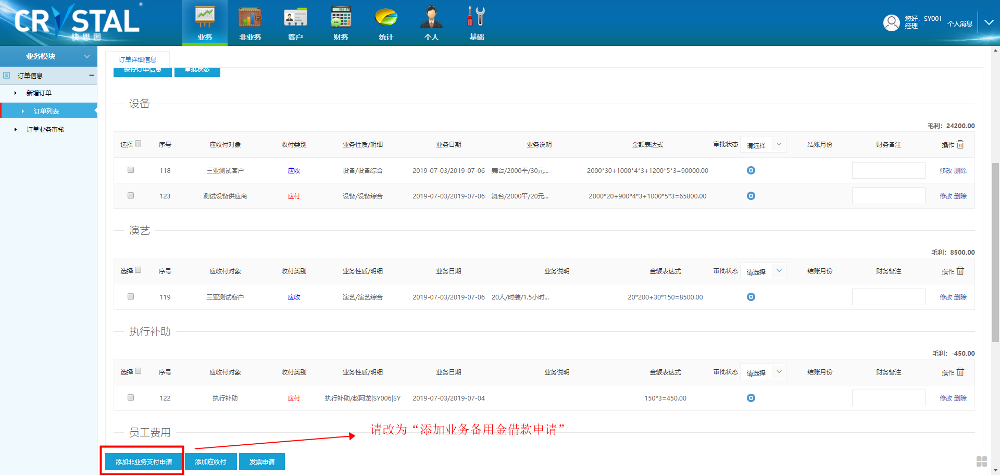 CRYSTAL ®
快思图
业务 非业务 客户 财务 统计 个人 基础
您好, SY001
经理
个人消息
业务模块
订单信息
新增订单
订单列表
订单业务审核
订单详细信息
保存订单信息 审批状态
设备
毛利：24200.00
选择 序号 应收付对象 收付类别 业务性质/明细 业务日期 业务说明 金额表达式 审批状态 请选择 结账月份 财务备注 操作
118 三亚测试客户 应收 设备/设备综合 2019-07-03/2019-07-06 舞台/2000平/30元... 2000*30+1000*4*3+1200*5*3=90000.00 修改 删除
123 测试设备供应商 应付 设备/设备综合 2019-07-03/2019-07-06 舞台/2000平/20元... 2000*20+900*4*3+1000*5*3=65800.00 修改 删除
演艺
毛利：8500.00
选择 序号 应收付对象 收付类别 业务性质/明细 业务日期 业务说明 金额表达式 审批状态 请选择 结账月份 财务备注 操作
119 三亚测试客户 应收 演艺/演艺综合 2019-07-03/2019-07-06 20人/时装/1.5小时... 20*200+30*150=8500.00 修改 删除
执行补助
毛利：-450.00
选择 序号 应收付对象 收付类别 业务性质/明细 业务日期 业务说明 金额表达式 审批状态 请选择 结账月份 财务备注 操作
122 执行补助 应付 执行补助/赵阿龙|SY006|SY 2019-07-03/2019-07-04 150*3=450.00 修改 删除
员工费用
请改为“添加业务备用金借款申请”
添加非业务支付申请 添加应收付 发票申请